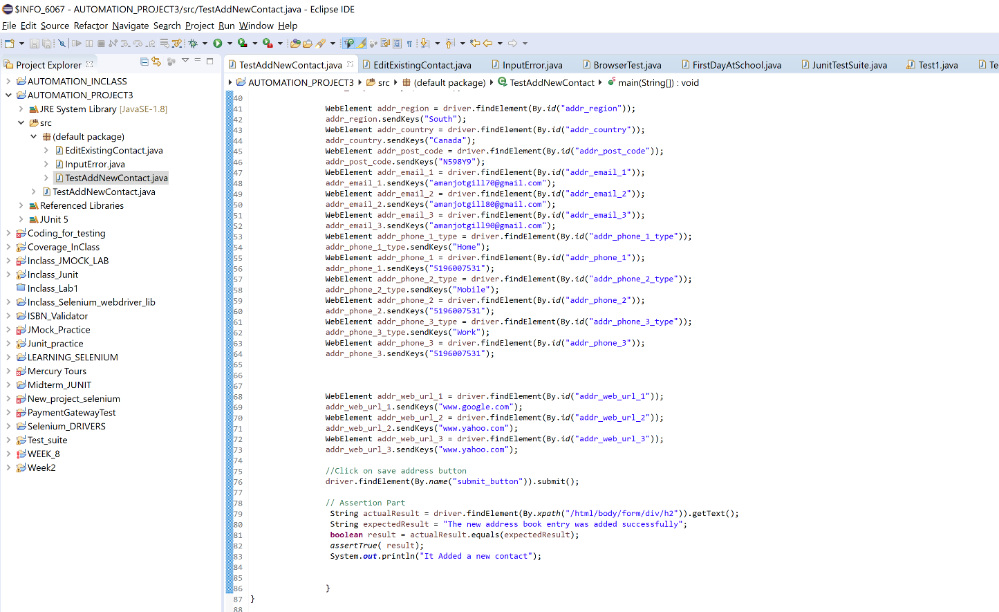 $INFO_6067 - AUTOMATION_PROJECT3/src/TestAddNewContact.java - Eclipse IDE
File Edit Source Refactor Navigate Search Project Run Window Help
Project Explorer
TestAddNewContact.java EditExistingContact.java InputError.java BrowserTest.java FirstDayAtSchool.java JunitTestSuite.java Test1.java Te
AUTOMATION_PROJECT3 src (default package) TestAddNewContact main(String[]) : void
AUTOMATION_INCLASS
AUTOMATION_PROJECT3
JRE System Library [JavaSE-1.8]
src
(default package)
EditExistingContact.java
InputError.java
TestAddNewContact.java
TestAddNewContact.java
Referenced Libraries
JUnit 5
Coding_for_testing
Coverage_InClass
Inclass_JMOCK_LAB
Inclass_Junit
Inclass_Lab1
Inclass_Selenium_webdriver_lib
ISBN_Validator
JMock_Practice
Junit_practice
LEARNING_SELENIUM
Mercury Tours
Midterm_JUNIT
New_project_selenium
PaymentGatewayTest
Selenium_DRIVERS
Test_suite
WEEK_8
Week2
40
41 WebElement addr_region = driver.findElement(By.id("addr_region"));
42 addr_region.sendKeys("South");
43 WebElement addr_country = driver.findElement(By.id("addr_country"));
44 addr_country.sendKeys("Canada");
45 WebElement addr_post_code = driver.findElement(By.id("addr_post_code"));
46 addr_post_code.sendKeys("N598Y9");
47 WebElement addr_email_1 = driver.findElement(By.id("addr_email_1"));
48 addr_email_1.sendKeys("amanjotgill70@gmail.com");
49 WebElement addr_email_2 = driver.findElement(By.id("addr_email_2"));
50 addr_email_2.sendKeys("amanjotgill80@gmail.com");
51 WebElement addr_email_3 = driver.findElement(By.id("addr_email_3"));
52 addr_email_3.sendKeys("amanjotgill90@gmail.com");
53 WebElement addr_phone_1_type = driver.findElement(By.id("addr_phone_1_type"));
54 addr_phone_1_type.sendKeys("Home");
55 WebElement addr_phone_1 = driver.findElement(By.id("addr_phone_1"));
56 addr_phone_1.sendKeys("5196007531");
57 WebElement addr_phone_2_type = driver.findElement(By.id("addr_phone_2_type"));
58 addr_phone_2_type.sendKeys("Mobile");
59 WebElement addr_phone_2 = driver.findElement(By.id("addr_phone_2"));
60 addr_phone_2.sendKeys("5196007531");
61 WebElement addr_phone_3_type = driver.findElement(By.id("addr_phone_3_type"));
62 addr_phone_3_type.sendKeys("Work");
63 WebElement addr_phone_3 = driver.findElement(By.id("addr_phone_3"));
64 addr_phone_3.sendKeys("5196007531");
65
66
67
68 WebElement addr_web_url_1 = driver.findElement(By.id("addr_web_url_1"));
69 addr_web_url_1.sendKeys("www.google.com");
70 WebElement addr_web_url_2 = driver.findElement(By.id("addr_web_url_2"));
71 addr_web_url_2.sendKeys("www.yahoo.com");
72 WebElement addr_web_url_3 = driver.findElement(By.id("addr_web_url_3"));
73 addr_web_url_3.sendKeys("www.yahoo.com");
74
75 //Click on save address button
76 driver.findElement(By.name("submit_button")).submit();
77
78 // Assertion Part
79 String actualResult = driver.findElement(By.xpath("/html/body/form/div/h2")).getText();
80 String expectedResult = "The new address book entry was added successfully";
81 boolean result = actualResult.equals(expectedResult);
82 assertTrue( result);
83 System.out.println("It Added a new contact");
84
85
86 }
87 }
88